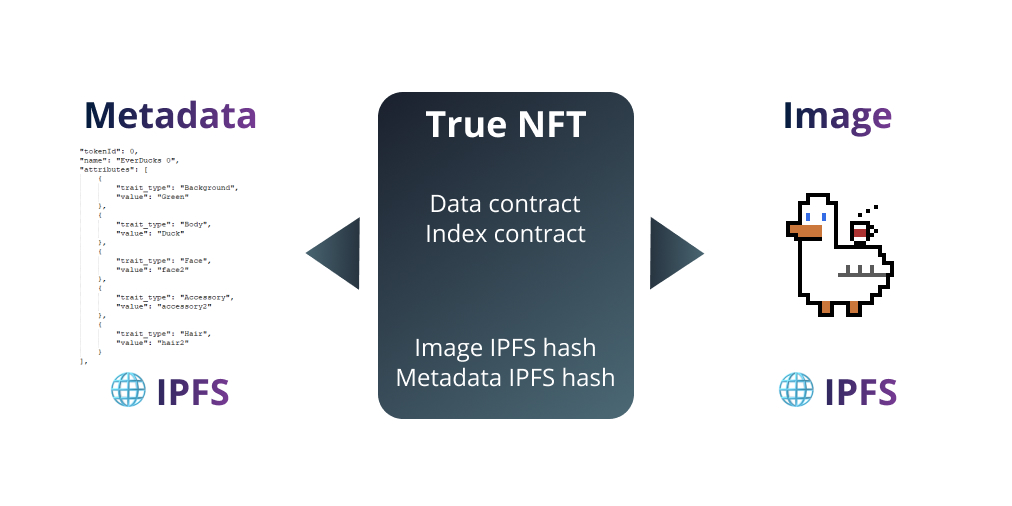 Metadata
"tokenId": 0,
"name": "EverDucks 0",
"attributes": [
{
"trait_type": "Background",
"value": "Green"
},
{
"trait_type": "Body",
"value": "Duck"
},
{
"trait_type": "Face",
"value": "face2"
},
{
"trait_type": "Accessory",
"value": "accessory2"
},
{
"trait_type": "Hair",
"value": "hair2"
}
],
IPFS
True NFT
Data contract
Index contract
Image IPFS hash
Metadata IPFS hash
Image
IPFS